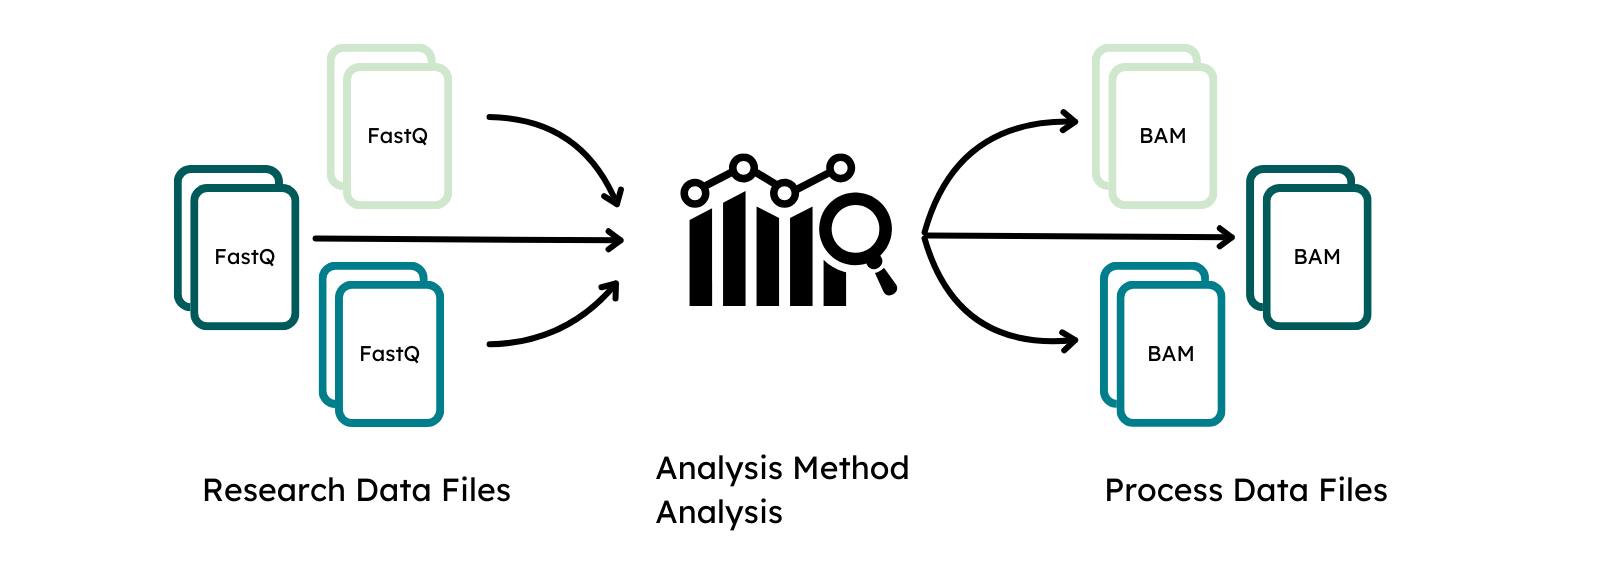 FastQ
FastQ
FastQ
Research Data Files
Analysis Method
Analysis
BAM
BAM
BAM
Process Data Files